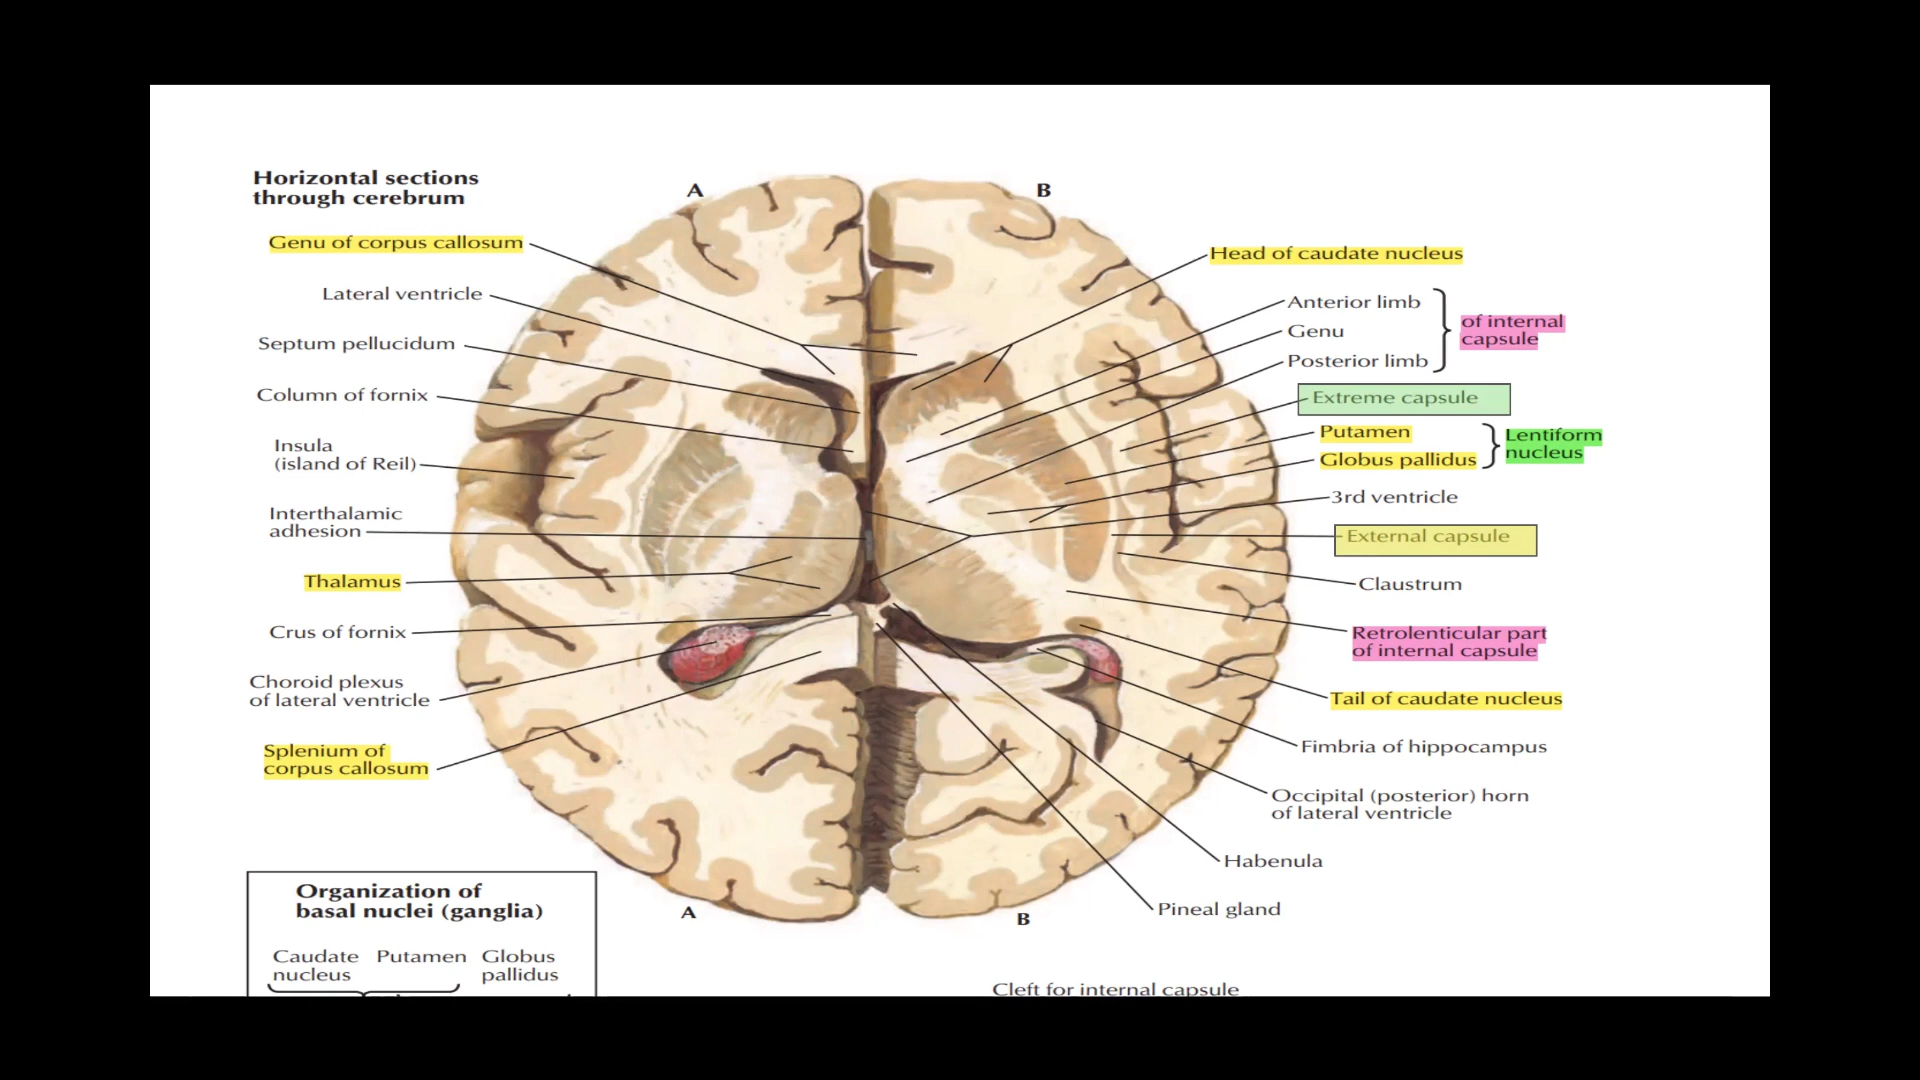 A
B
Horizontal sections
through cerebrum
Genu of corpus callosum
Lateral ventricle
Septum pellucidum
Column of fornix
Insula
(island of Reil)
Interthalamic
adhesion
Thalamus
Crus of fornix
Choroid plexus
of lateral ventricle
Splenium of
corpus callosum
Head of caudate nucleus
Anterior limb
Genu
Posterior limb
of internal
capsule
Extreme capsule
Putamen
Globus pallidus
Lentiform
nucleus
3rd ventricle
External capsule
Claustrum
Retrolenticular part
of internal capsule
Tail of caudate nucleus
Fimbria of hippocampus
Occipital (posterior) horn
of lateral ventricle
Habenula
Pineal gland
A
B
Organization of
basal nuclei (ganglia)
Caudate
nucleus
Putamen
Globus
pallidus
Cleft for internal capsule